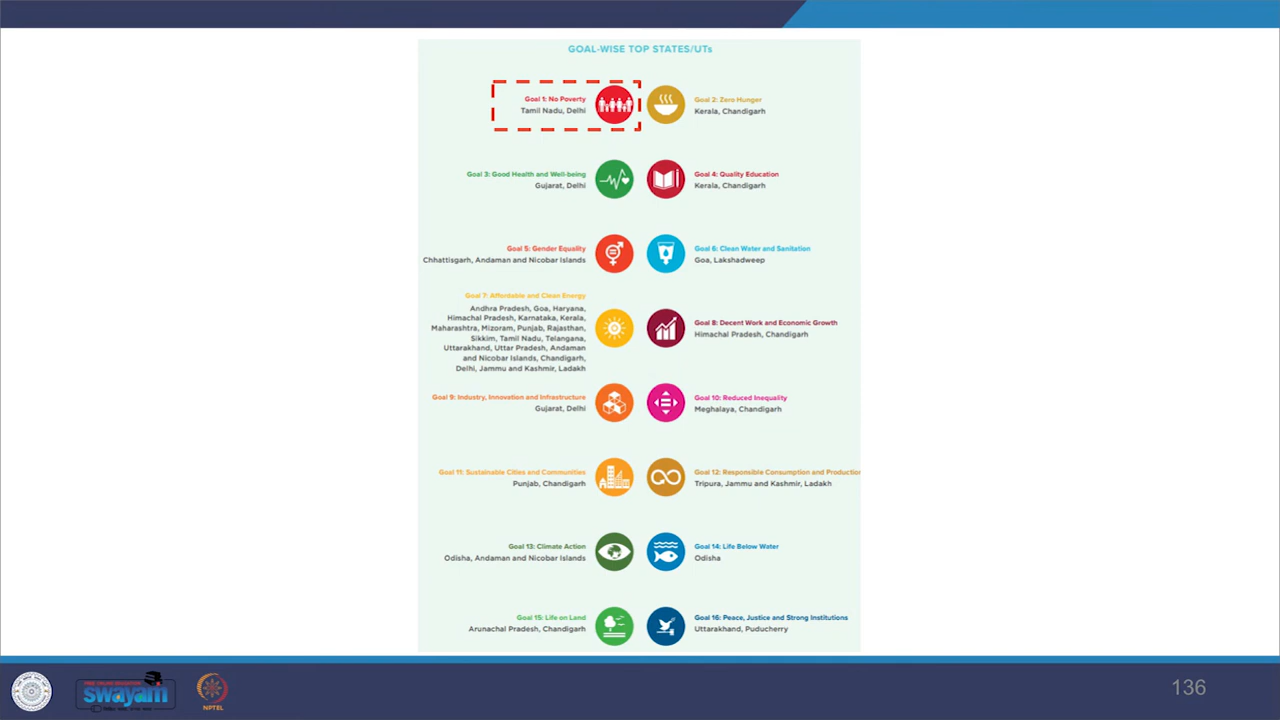 GOAL-WISE TOP STATES/UTs
Goal 1: No Poverty
Tamil Nadu, Delhi
Goal 2: Zero Hunger
Kerala, Chandigarh
Goal 3: Good Health and Well-being
Gujarat, Delhi
Goal 4: Quality Education
Kerala, Chandigarh
Goal 5: Gender Equality
Chhattisgarh, Andaman and Nicobar Islands
Goal 6: Clean Water and Sanitation
Goa, Lakshadweep
Goal 7: Affordable and Clean Energy
Andhra Pradesh, Goa, Haryana,
Himachal Pradesh, Karnataka, Kerala,
Maharashtra, Mizoram, Punjab, Rajasthan,
Sikkim, Tamil Nadu, Telangana,
Uttarakhand, Uttar Pradesh, Andaman
and Nicobar Islands, Chandigarh,
Delhi, Jammu and Kashmir, Ladakh
Goal 8: Decent Work and Economic Growth
Himachal Pradesh, Chandigarh
Goal 9: Industry, Innovation and Infrastructure
Gujarat, Delhi
Goal 10: Reduced Inequality
Meghalaya, Chandigarh
Goal 11: Sustainable Cities and Communities
Punjab, Chandigarh
Goal 12: Responsible Consumption and Production
Tripura, Jammu and Kashmir, Ladakh
Goal 13: Climate Action
Odisha, Andaman and Nicobar Islands
Goal 14: Life Below Water
Odisha
Goal 15: Life on Land
Arunachal Pradesh, Chandigarh
Goal 16: Peace, Justice and Strong Institutions
Uttarakhand, Puducherry
FREE ONLINE EDUCATION
swayam
NPTEL
136